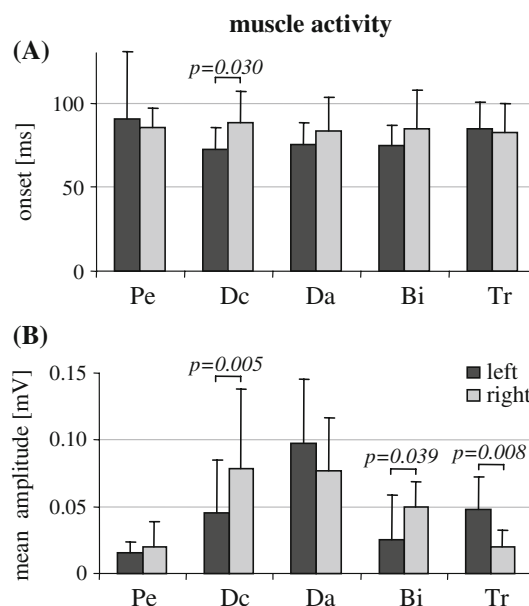 muscle activity
(A)
p=0.030
100
50
0
onset [ms]
Pe Dc Da Bi Tr
(B)
left
right
p=0.005
p=0.039
p=0.008
0.15
0.10
0.05
0
mean amplitude [mV]
Pe Dc Da Bi Tr